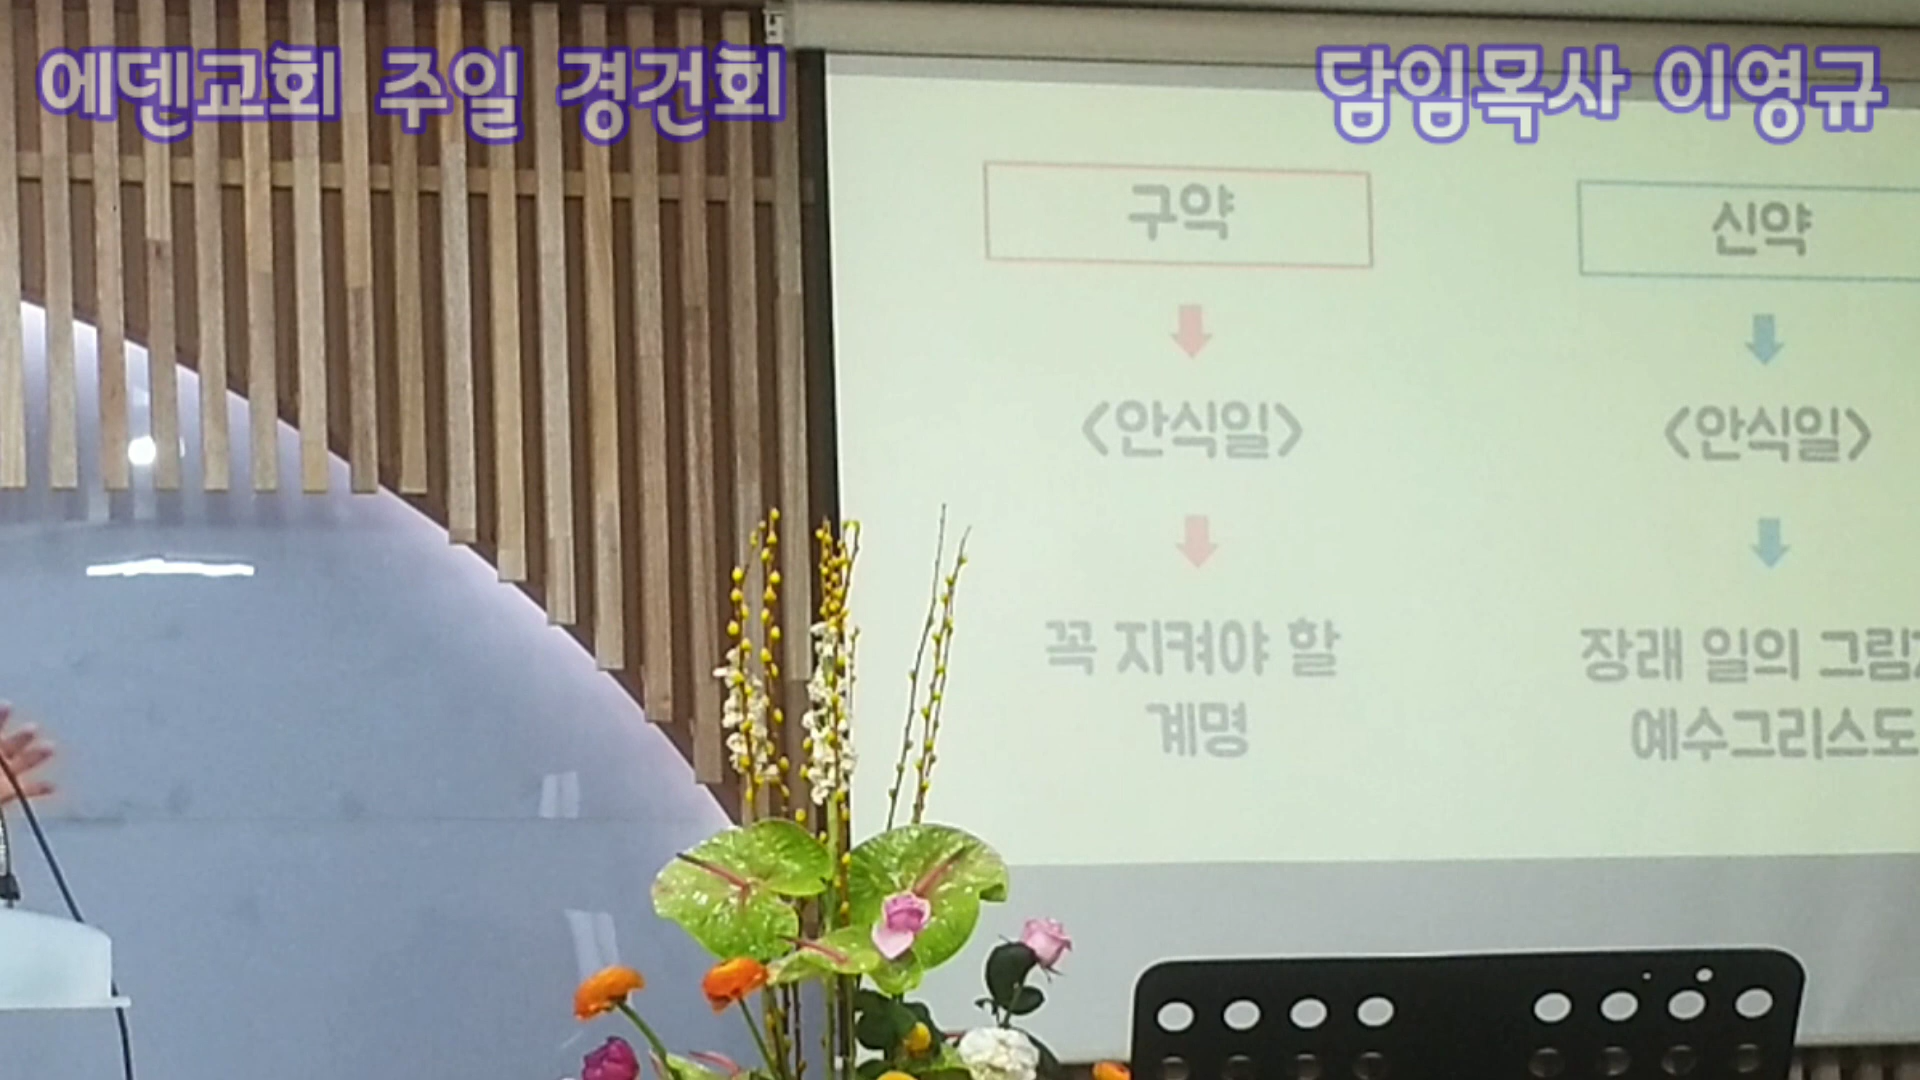 에덴교회 주일 경건회
담임목사 이영규
구약
신약
<안식일>
<안식일>
꼭 지켜야 할
계명
장래 일의
예수그리스도